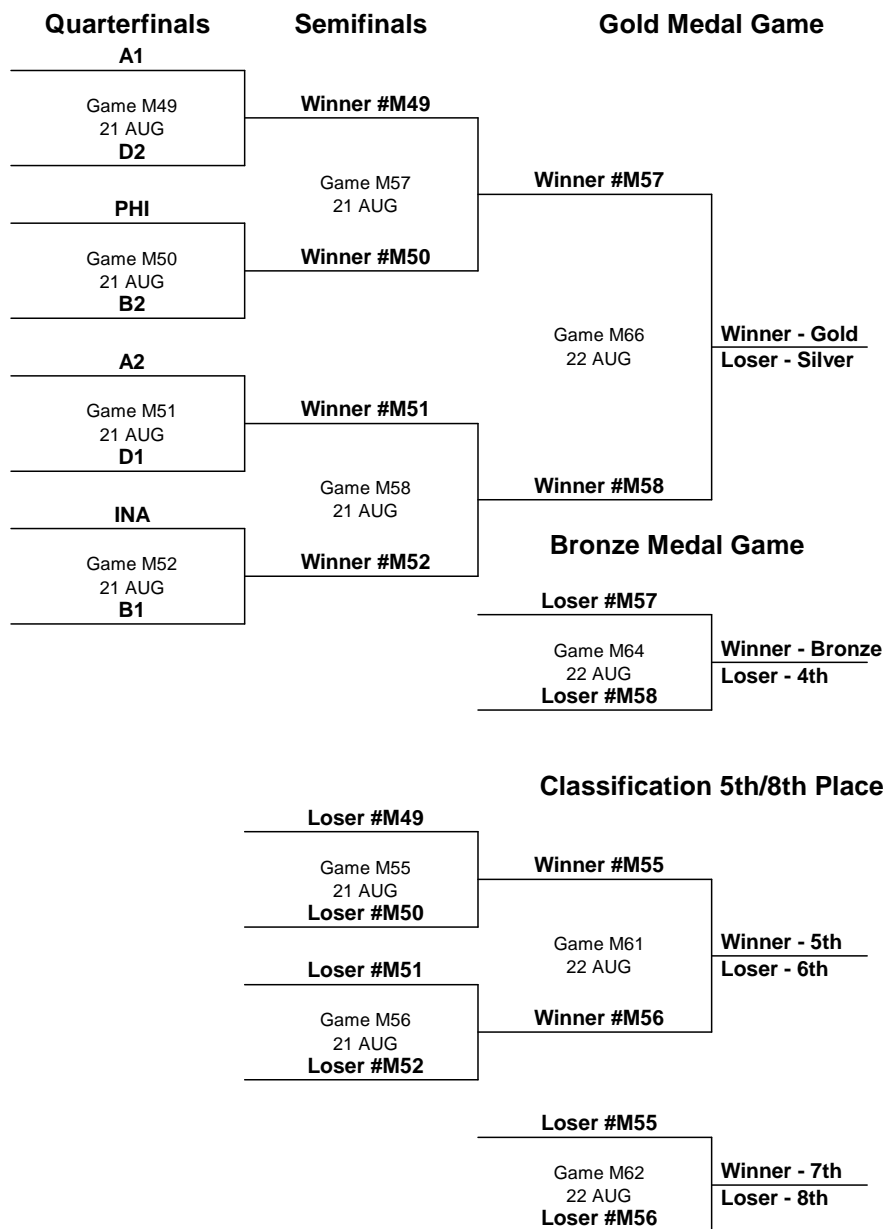 Quarterfinals
Semifinals
Gold Medal Game
A1
Game M49
21 AUG
D2
Winner #M49
PHI
Game M50
21 AUG
B2
Game M57
21 AUG
Winner #M50
Winner #M57
A2
Game M51
21 AUG
D1
Winner #M51
INA
Game M52
21 AUG
B1
Game M58
21 AUG
Winner #M52
Winner #M58
Game M66
22 AUG
Winner - Gold
Loser - Silver
Bronze Medal Game
Loser #M57
Game M64
22 AUG
Loser #M58
Winner - Bronze
Loser - 4th
Classification 5th/8th Place
Loser #M49
Game M55
21 AUG
Loser #M50
Winner #M55
Loser #M51
Game M56
21 AUG
Loser #M52
Winner #M56
Game M61
22 AUG
Winner - 5th
Loser - 6th
Loser #M55
Game M62
22 AUG
Loser #M56
Winner - 7th
Loser - 8th